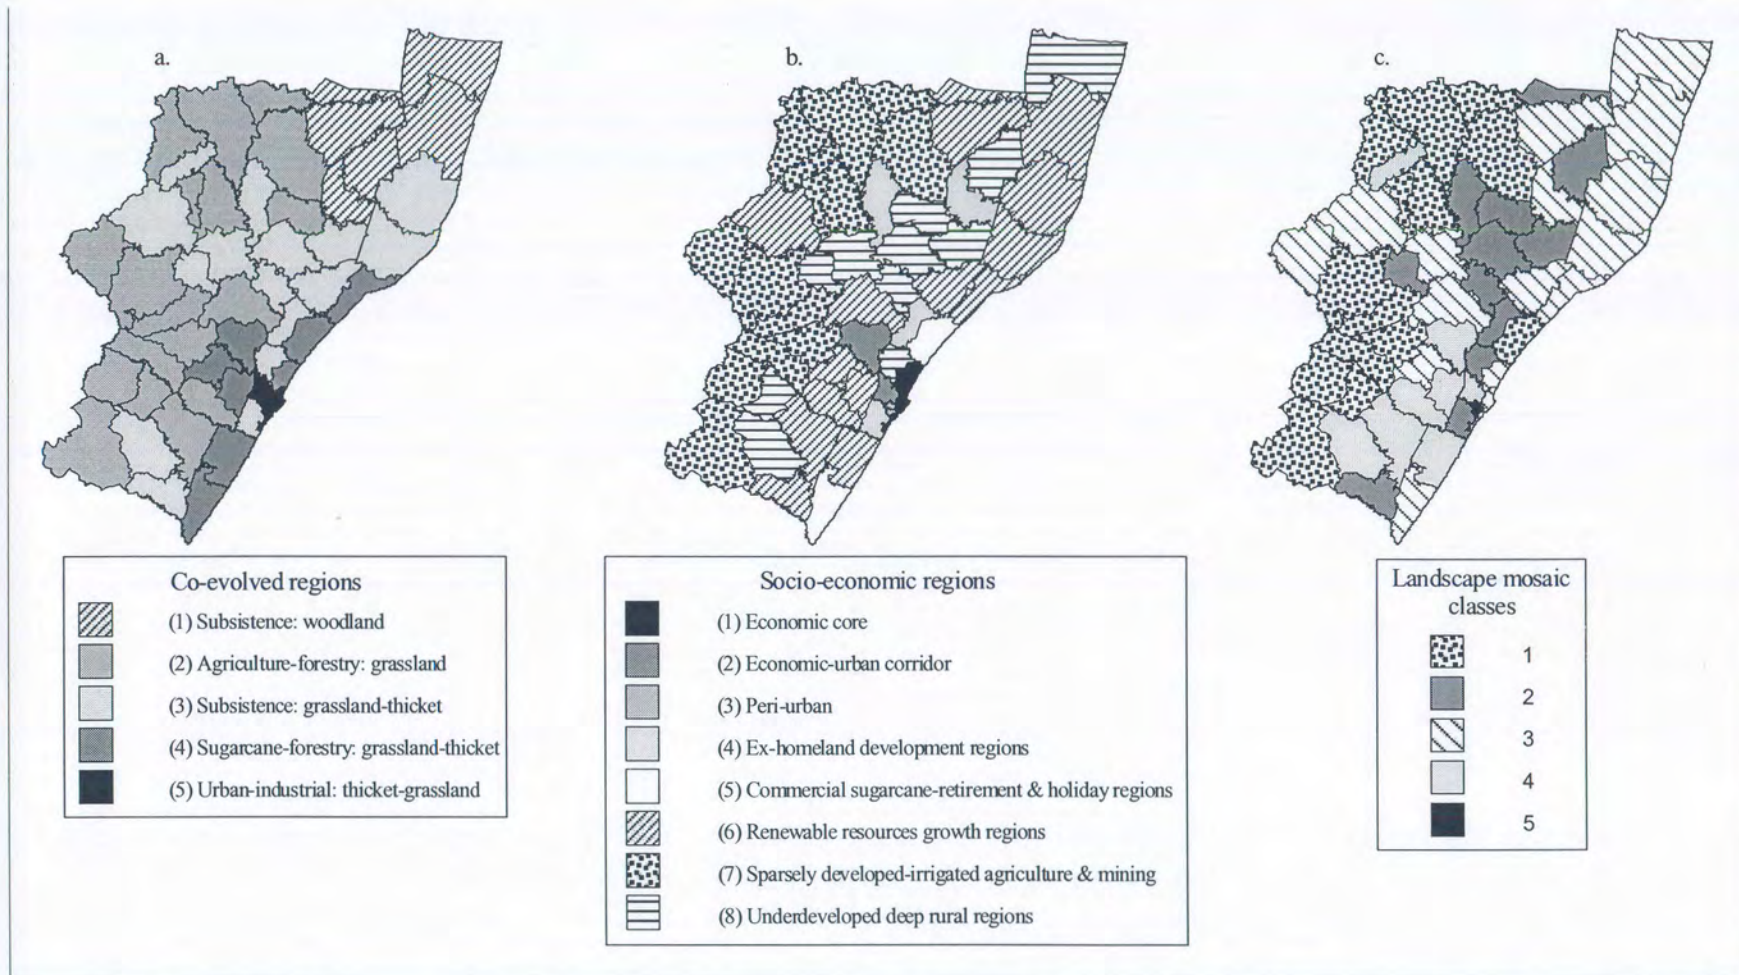 a.
b.
c.
Co-evolved regions
(1) Subsistence: woodland
(2) Agriculture-forestry: grassland
(3) Subsistence: grassland-thicket
(4) Sugarcane-forestry: grassland-thicket
(5) Urban-industrial: thicket-grassland
Socio-economic regions
(1) Economic core
(2) Economic-urban corridor
(3) Peri-urban
(4) Ex-homeland development regions
(5) Commercial sugarcane-retirement & holiday regions
(6) Renewable resources growth regions
(7) Sparsely developed-irrigated agriculture & mining
(8) Underdeveloped deep rural regions
Landscape mosaic
classes
1
2
3
4
5